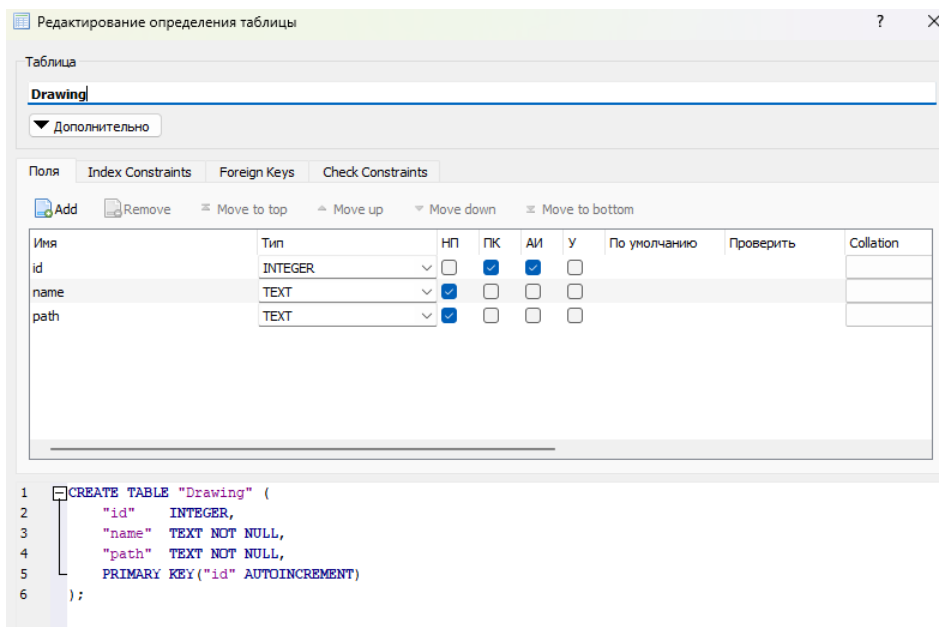 Редактирование определения таблицы ?
Таблица
Drawing
Дополнительно
Поля Index Constraints Foreign Keys Check Constraints
Add Remove Move to top Move up Move down Move to bottom
Имя Тип НП ПК АИ У По умолчанию Проверить Collation
id INTEGER
name TEXT
path TEXT
1 CREATE TABLE "Drawing" (
2 "id" INTEGER,
3 "name" TEXT NOT NULL,
4 "path" TEXT NOT NULL,
5 PRIMARY KEY("id" AUTOINCREMENT)
6 );